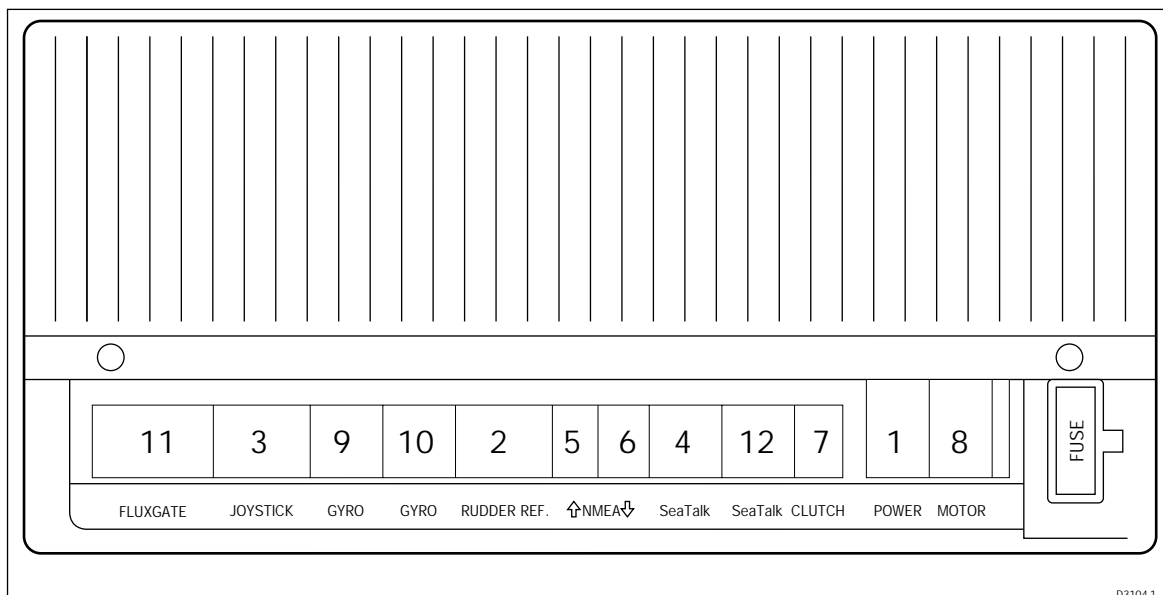 11 3 9 10 2 5 6 4 12 7 1 8 FUSE
FLUXGATE JOYSTICK GYRO GYRO RUDDER REF. ⇧NMEA⇩ SeaTalk SeaTalk CLUTCH POWER MOTOR
D3104 1